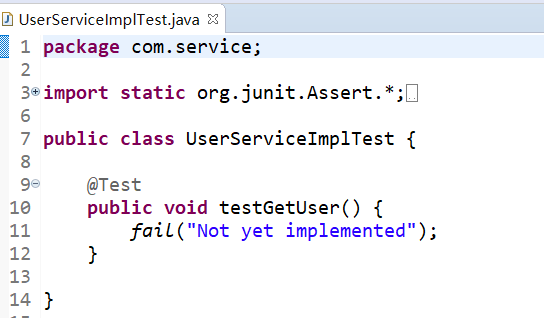 UserServiceImplTest.java
1 package com.service;
2
3 import static org.junit.Assert.*;
6
7 public class UserServiceImplTest {
8
9 @Test
10 public void testGetUser() {
11 fail("Not yet implemented");
12 }
13
14 }